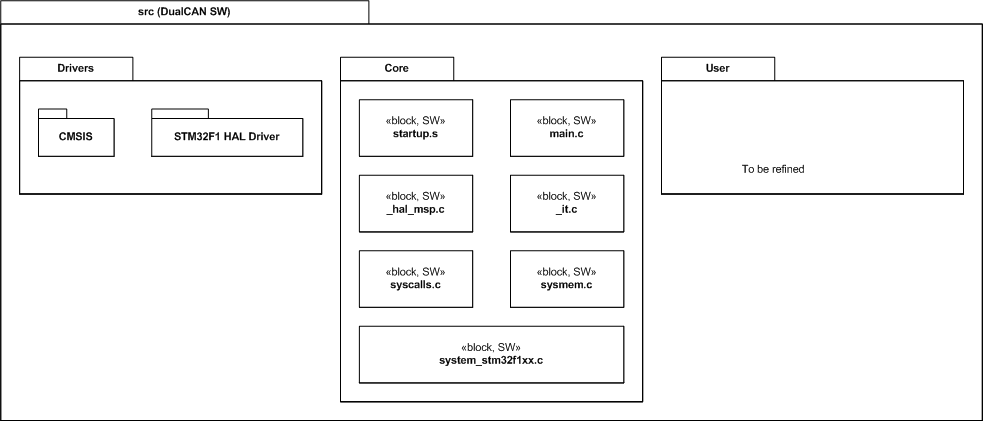 src (DualCAN SW)
Drivers
CMSIS
STM32F1 HAL Driver
Core
«block, SW»
startup.s
«block, SW»
main.c
«block, SW»
_hal_msp.c
«block, SW»
_it.c
«block, SW»
syscalls.c
«block, SW»
sysmem.c
«block, SW»
system_stm32f1xx.c
User
To be refined